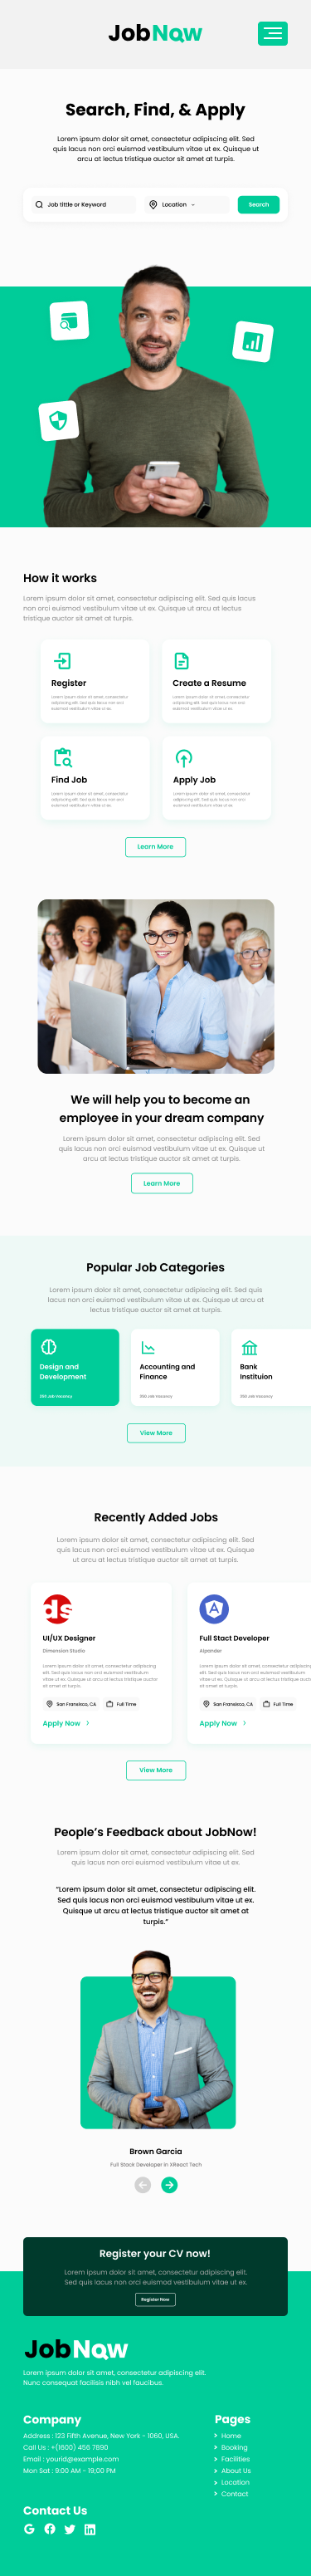 JobNow
Search, Find, & Apply
Lorem ipsum dolor sit amet, consectetur adipiscing elit. Sed
quis lacus non orci euismod vestibulum vitae ut ex. Quisque ut
arcu at lectus tristique auctor sit amet at turpis.
Job tittle or Keyword
Location
Search
How it works
Lorem ipsum dolor sit amet, consectetur adipiscing elit. Sed quis lacus
non orci euismod vestibulum vitae ut ex. Quisque ut arcu at lectus
tristique auctor sit amet at turpis.
Register
Lorem ipsum dolor sit amet, consectetur
adipiscing elit. Sed quis lacus non orci
euismod vestibulum vitae ut ex.
Create a Resume
Lorem ipsum dolor sit amet, consectetur
adipiscing elit. Sed quis lacus non orci
euismod vestibulum vitae ut ex.
Find Job
Lorem ipsum dolor sit amet, consectetur
adipiscing elit. Sed quis lacus non orci
euismod vestibulum vitae ut ex.
Apply Job
Lorem ipsum dolor sit amet, consectetur
adipiscing elit. Sed quis lacus non orci
euismod vestibulum vitae ut ex.
Learn More
We will help you to become an
employee in your dream company
Lorem ipsum dolor sit amet, consectetur adipiscing elit. Sed
quis lacus non orci euismod vestibulum vitae ut ex. Quisque ut
arcu at lectus tristique auctor sit amet at turpis.
Learn More
Popular Job Categories
Lorem ipsum dolor sit amet, consectetur adipiscing elit. Sed quis
lacus non orci euismod vestibulum vitae ut ex. Quisque ut arcu at
lectus tristique auctor sit amet at turpis.
Design and
Development
Job Vacancy
Accounting and
Finance
Job Vacancy
Bank
Instituion
Job Vacancy
View More
Recently Added Jobs
Lorem ipsum dolor sit amet, consectetur adipiscing elit. Sed
quis lacus non orci euismod vestibulum vitae ut ex. Quisque
ut arcu at lectus tristique auctor sit amet at turpis.
ds
UI/UX Designer
Dimension Studio
Lorem ipsum dolor sit amet, consectetur adipiscing
elit. Sed quis lacus non orci euismod vestibulum
vitae ut ex. Quisque ut arcu at lectus tristique auctor
sit amet at turpis.
San Franwisco, CA
Full Time
Apply Now
A
Full Stact Developer
Alpander
Lorem ipsum dolor sit amet, consectetur adipiscing
elit. Sed quis lacus non orci euismod vestibulum
vitae ut ex. Quisque ut arcu at lectus tristique auctor
sit amet at turpis.
San Franwisco, CA
Full Time
Apply Now
View More
People's Feedback about JobNow!
Lorem ipsum dolor sit amet, consectetur adipiscing elit. Sed
quis lacus non orci euismod vestibulum vitae ut ex.
“Lorem ipsum dolor sit amet, consectetur adipiscing elit.
Sed quis lacus non orci euismod vestibulum vitae ut ex.
Quisque ut arcu at lectus tristique auctor sit amet at
turpis.”
Brown Garcia
Full Stack Developer in XReact Tech
Register your CV now!
Lorem ipsum dolor sit amet, consectetur adipiscing elit.
Sed quis lacus non orci euismod vestibulum vitae ut ex.
Register Now
JobNow
Lorem ipsum dolor sit amet, consectetur adipiscing elit.
Nunc consequat facilisis nibh vel faucibus.
Company
Address : 123 Fifth Avenue, New York - 1060, USA.
Call Us : +(1600) 456 7890
Email : yourid@example.com
Mon Sat : 9:00 AM - 19;00 PM
Pages
Home
Booking
Facilities
About Us
Location
Contact
Contact Us